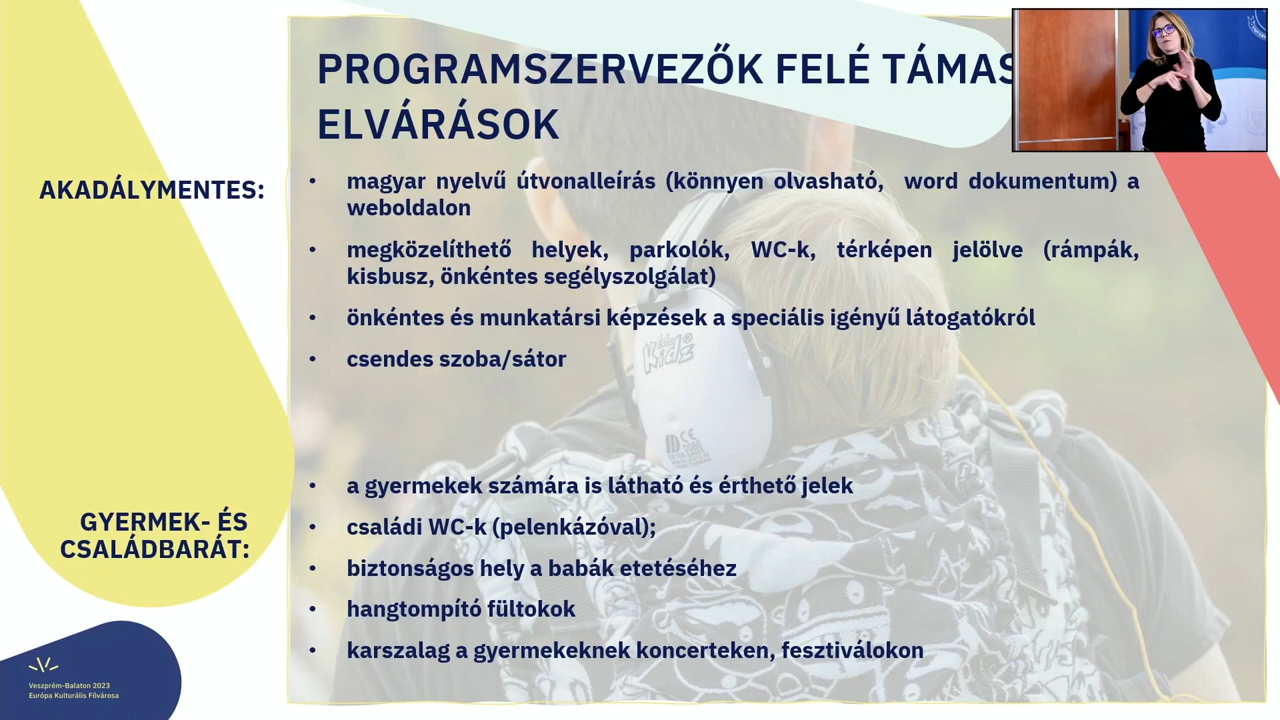 PROGRAMSZERVEZŐK FELÉ TÁMAS
ELVÁRÁSOK
AKADÁLYMENTES:
• magyar nyelvű útvonalleírás (könnyen olvasható, word dokumentum) a
weboldalon
• megközelíthető helyek, parkolók, WC-k, térképen jelölve (rámpák,
kisbusz, önkéntes segélyszolgálat)
• önkéntes és munkatársi képzések a speciális igényű látogatókról
• csendes szoba/sátor
GYERMEK- ÉS
CSALÁDBARÁT:
• a gyermekek számára is látható és érthető jelek
• családi WC-k (pelenkázóval);
• biztonságos hely a babák etetéséhez
• hangtompító fültokok
• karszalag a gyermekeknek koncerteken, fesztiválokon
Kidz
CE
Veszprém-Balaton 2023
Európa Kulturális Fővárosa